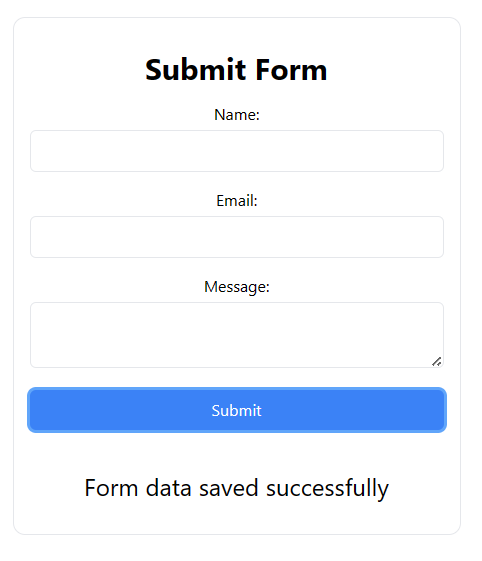 Submit Form
Name:
Email:
Message:
Submit
Form data saved successfully